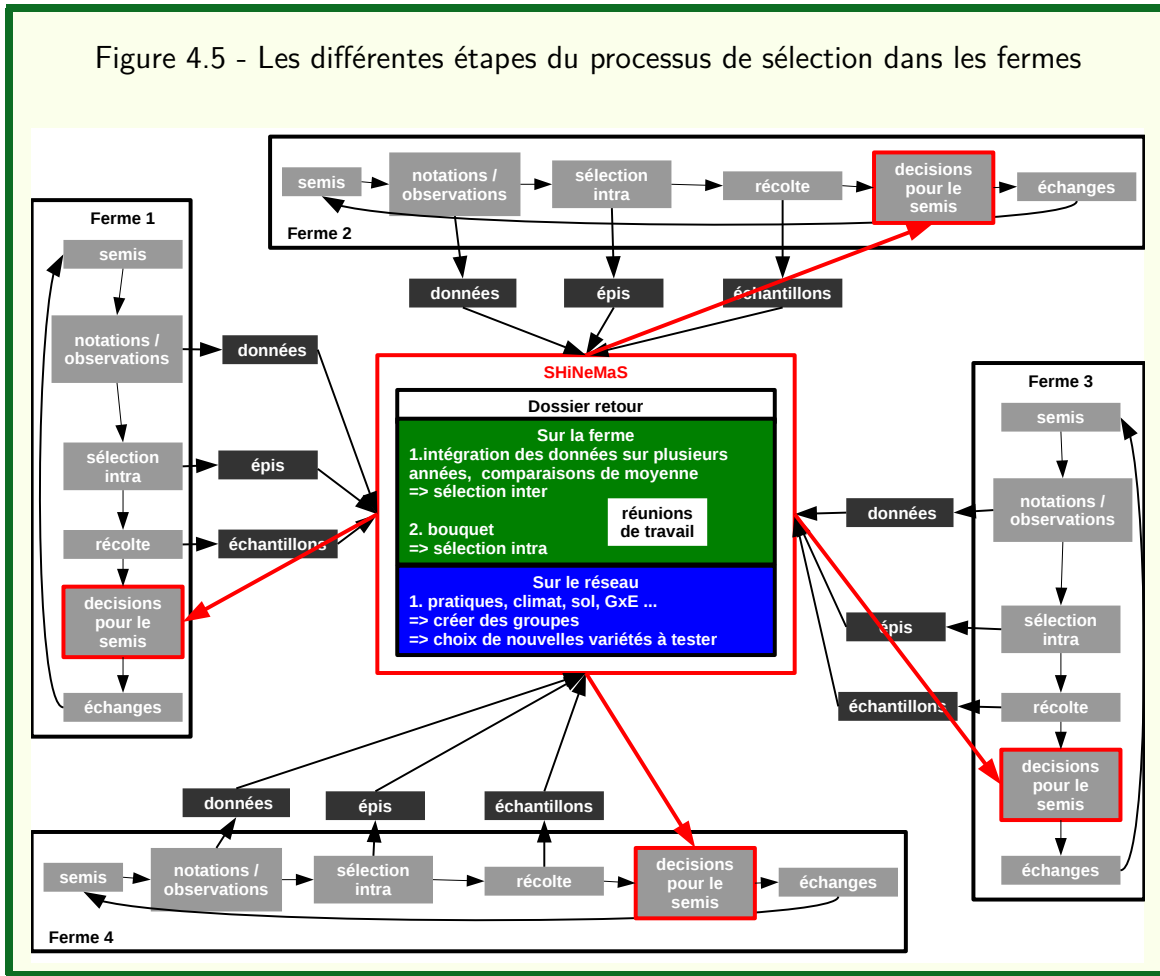 Figure 4.5 - Les différentes étapes du processus de sélection dans les fermes
semis
notations /
observations
sélection
intra
récolte
decisions
pour le
semis
échanges
Ferme 2
données
épis
échantillons
Ferme 1
semis
notations /
observations
sélection
intra
récolte
decisions
pour le
semis
échanges
données
épis
échantillons
SHiNeMaS
Dossier retour
Sur la ferme
1.intégration des données sur plusieurs
années,  comparaisons de moyenne
=> sélection inter
2. bouquet
=> sélection intra
réunions
de travail
Sur le réseau
1. pratiques, climat, sol, GxE ...
=> créer des groupes
=> choix de nouvelles variétés à tester
Ferme 3
semis
notations /
observations
sélection
intra
récolte
decisions
pour le
semis
échanges
données
épis
échantillons
données
épis
échantillons
semis
notations /
observations
sélection
intra
récolte
decisions
pour le
semis
échanges
Ferme 4